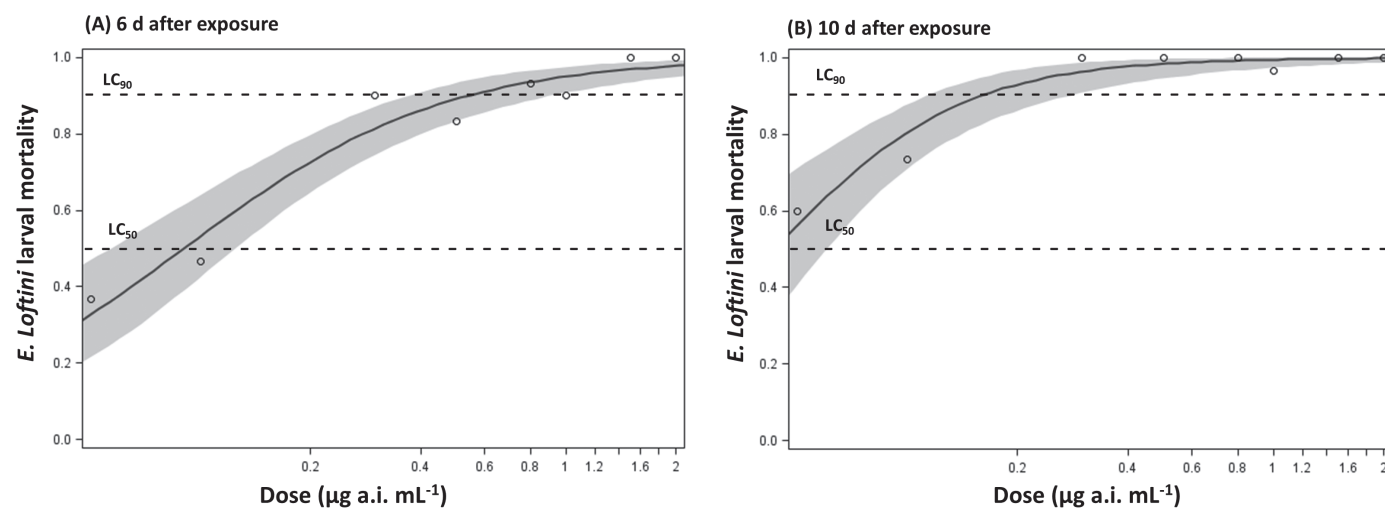 (A) 6 d after exposure
1.0
LC90
0.8
0.6
LC50
0.4
0.2
0.0
E. Loftini larval mortality
0.2 0.4 0.6 0.8 1 1.2 1.6 2
Dose (µg a.i. mL-1)
(B) 10 d after exposure
1.0
LC90
0.8
0.6
LC50
0.4
0.2
0.0
E. Loftini larval mortality
0.2 0.4 0.6 0.8 1 1.2 1.6 2
Dose (µg a.i. mL-1)